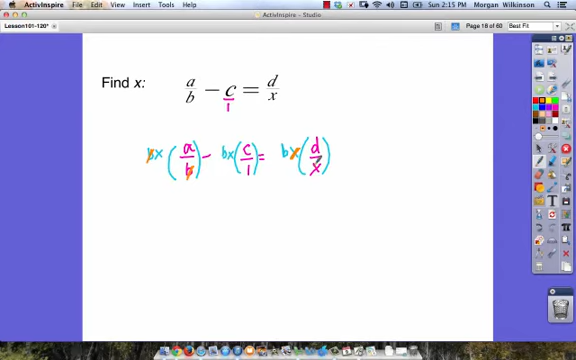 ActivInspire File Edit View Insert Tools Help Sun 2:15 PM Morgan Wilkinson
ActivInspire – Studio
Lesson101-120* Page 18 of 60 Best Fit
Find x: a/b − c/1 = d/x
bx(a/b) − bx(c/1) = bx(d/x)